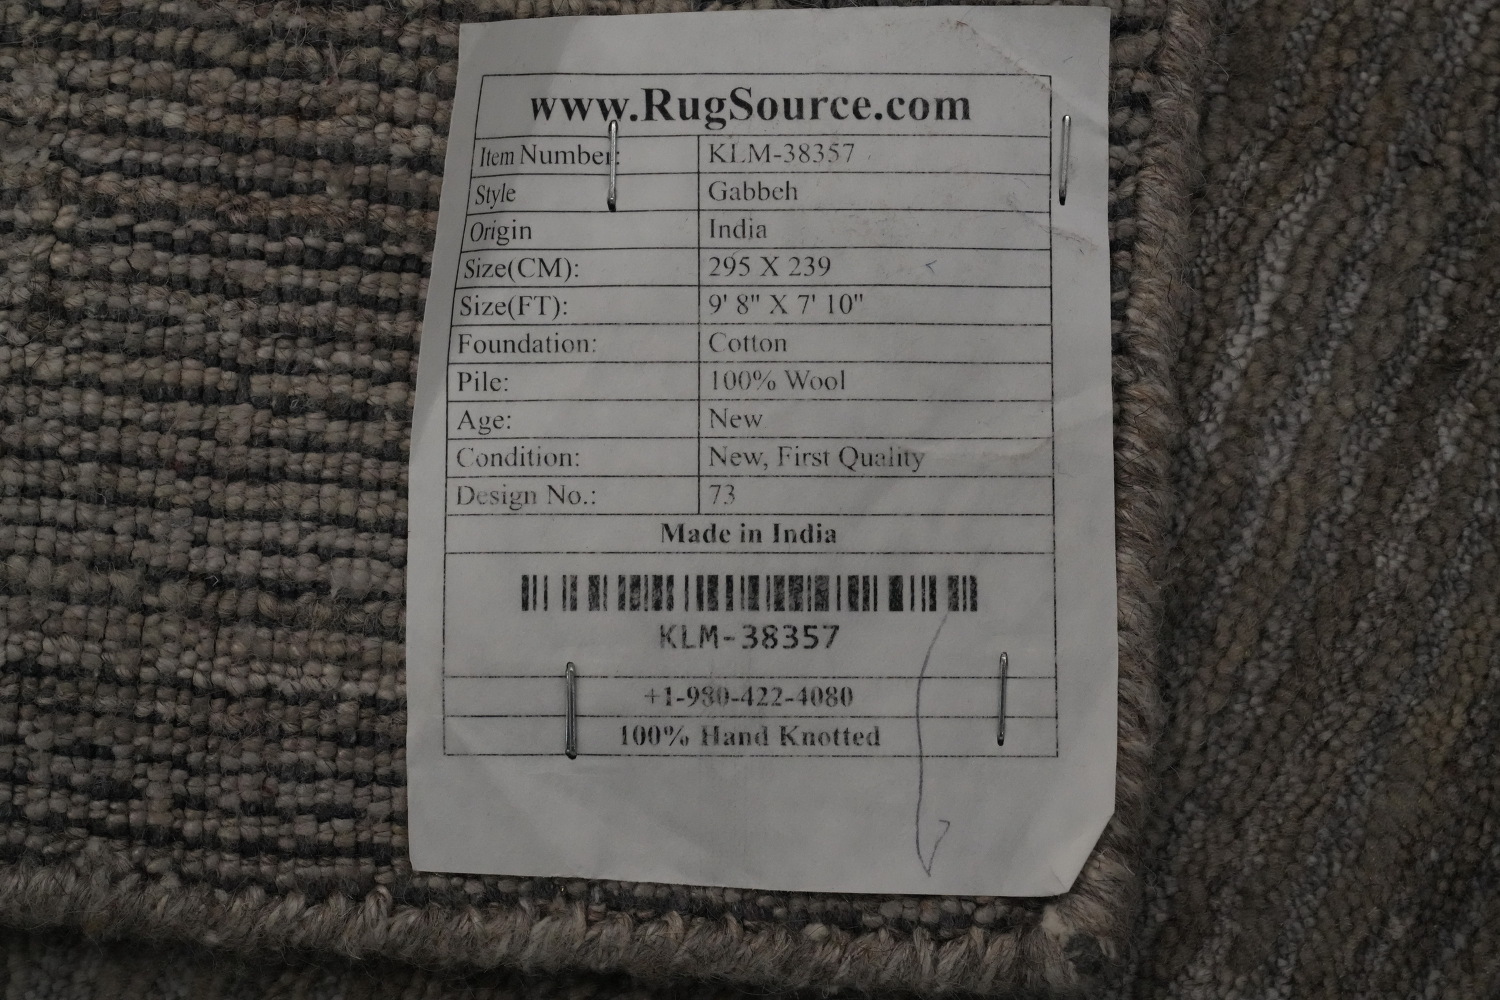 www.RugSource.com
Item Number: KLM-38357
Style Gabbeh
Origin India
Size(CM): 295 X 239
Size(FT): 9' 8" X 7' 10"
Foundation: Cotton
Pile: 100% Wool
Age: New
Condition: New, First Quality
Design No.: 73
Made in India
KLM-38357
+1-980-422-4080
100% Hand Knotted